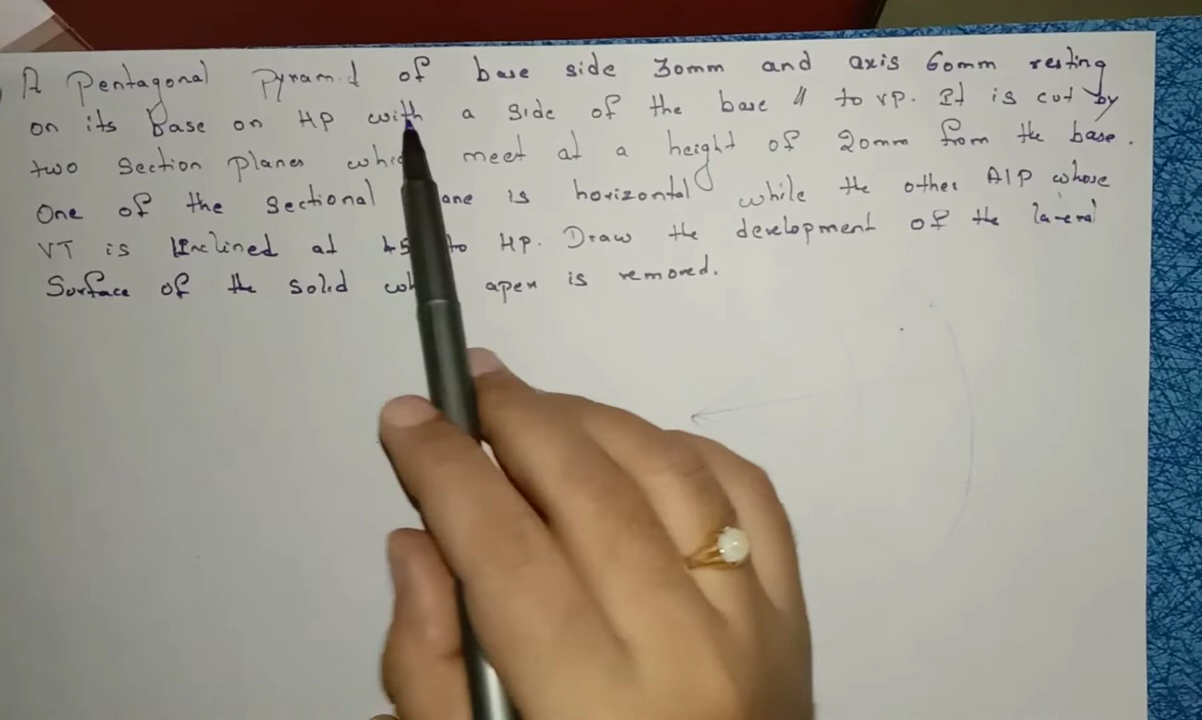 A Pentagonal Pyramid of base side 30mm and axis 60mm resting
on its Base on HP with a side of the base // to VP. It is cut by
two section planes meet at a height of 20mm from the base.
One of the sectional is horizontal while the other AIP whose
VT is Inclined at 45 to HP. Draw the development of the lateral
Surface of the solid apex is removed.